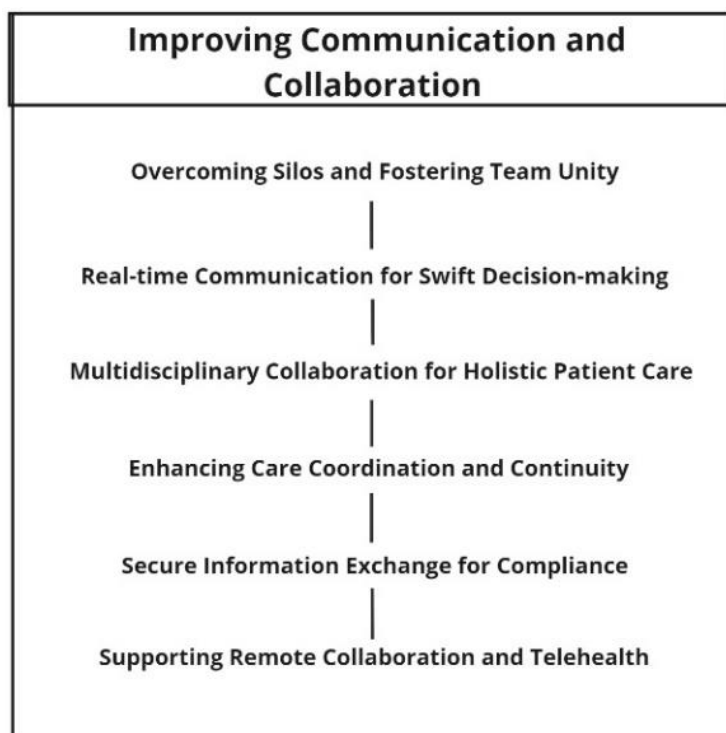 Improving Communication and
Collaboration
Overcoming Silos and Fostering Team Unity
Real-time Communication for Swift Decision-making
Multidisciplinary Collaboration for Holistic Patient Care
Enhancing Care Coordination and Continuity
Secure Information Exchange for Compliance
Supporting Remote Collaboration and Telehealth